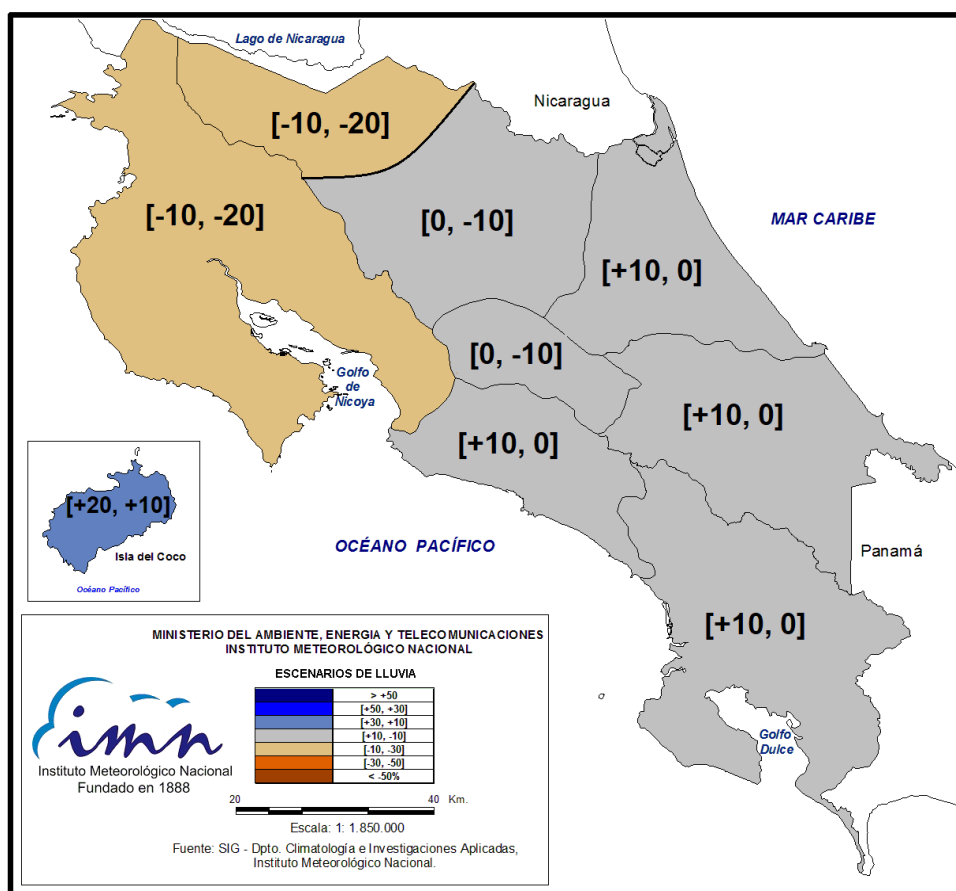 Lago de Nicaragua
Nicaragua
[-10, -20]
[-10, -20]
[0, -10]
MAR CARIBE
[+10, 0]
[0, -10]
Golfo
de
Nicoya
[+10, 0]
[+10, 0]
[+20, +10]
Isla del Coco
Océano Pacífico
OCÉANO PACÍFICO
Panamá
[+10, 0]
Golfo
Dulce
MINISTERIO DEL AMBIENTE, ENERGIA Y TELECOMUNICACIONES
INSTITUTO METEOROLÓGICO NACIONAL
ESCENARIOS DE LLUVIA
> +50
[+50, +30]
[+30, +10]
[+10, -10]
[-10, -30]
[-30, -50]
< -50%
imn
Instituto Meteorológico Nacional
Fundado en 1888
20 40 Km.
Escala: 1: 1.850.000
Fuente: SIG - Dpto. Climatología e Investigaciones Aplicadas,
Instituto Meteorológico Nacional.